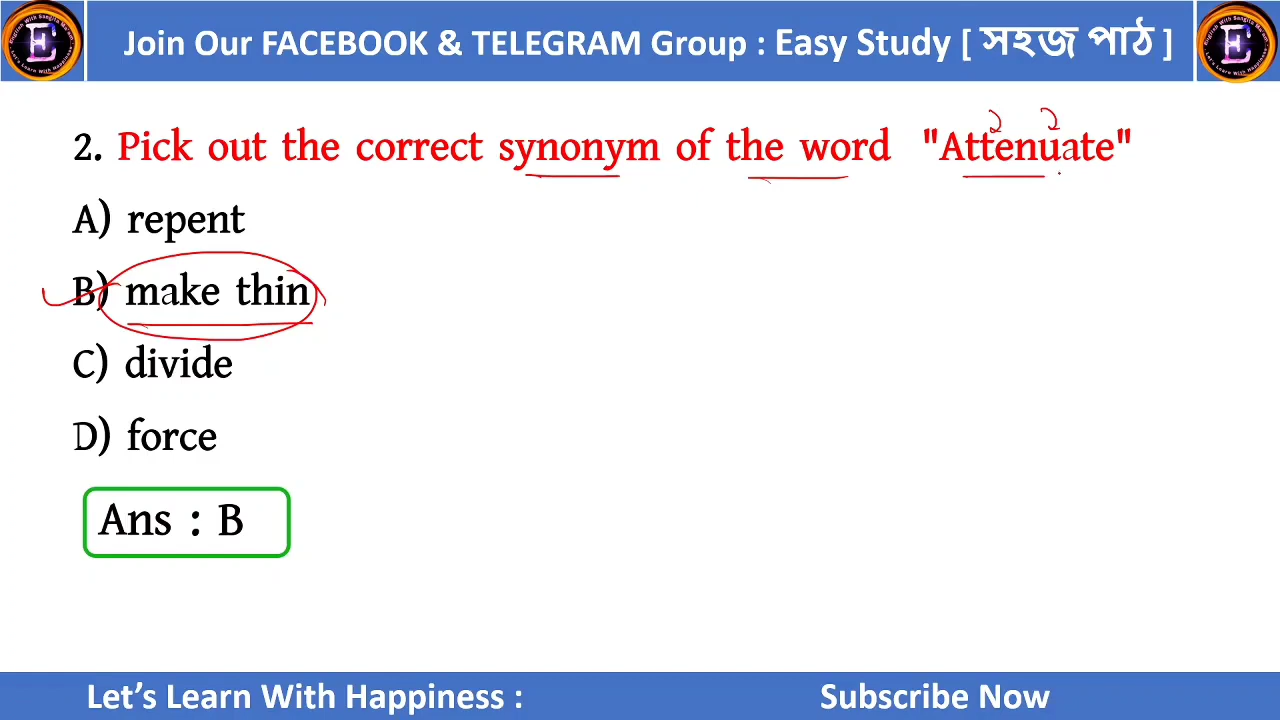 Join Our FACEBOOK & TELEGRAM Group : Easy Study [ সহজ পাঠ ]
2. Pick out the correct synonym of the word "Attenuate"
A) repent
B) make thin
C) divide
D) force
Ans : B
Let's Learn With Happiness :
Subscribe Now